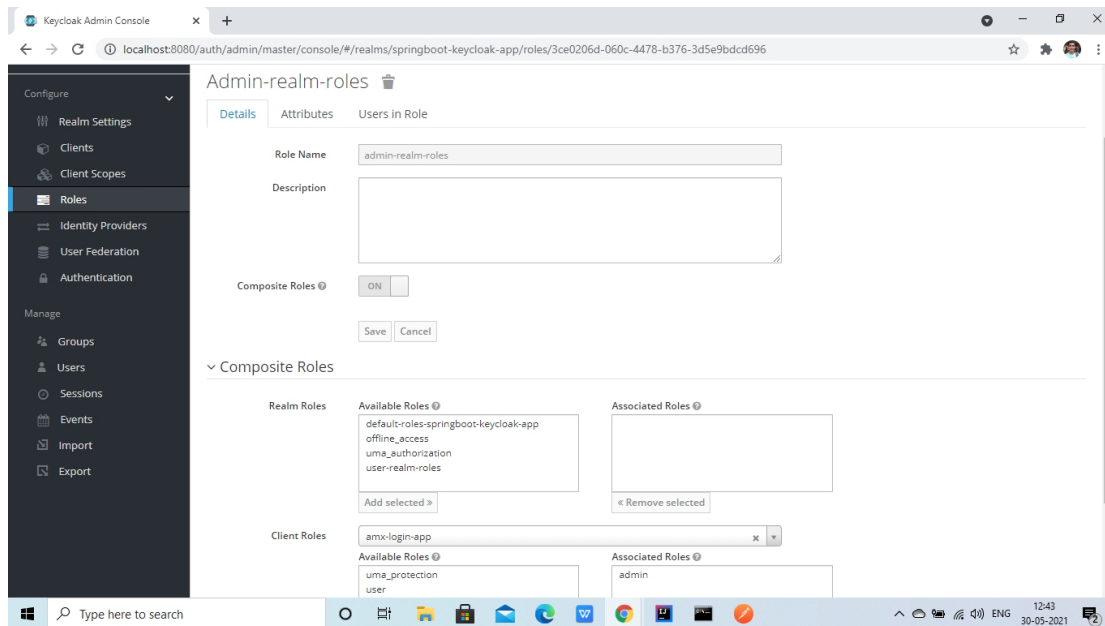 Keycloak Admin Console
localhost:8080/auth/admin/master/console/#/realms/springboot-keycloak-app/roles/3ce0206d-060c-4478-b376-3d5e9bdcd696
Configure
Realm Settings
Clients
Client Scopes
Roles
Identity Providers
User Federation
Authentication
Manage
Groups
Users
Sessions
Events
Import
Export
Admin-realm-roles
Details Attributes Users in Role
Role Name admin-realm-roles
Description
Composite Roles ON
Save Cancel
Composite Roles
Realm Roles Available Roles Associated Roles
default-roles-springboot-keycloak-app
offline_access
uma_authorization
user-realm-roles
Add selected » « Remove selected
Client Roles amx-login-app
Available Roles Associated Roles
uma_protection admin
user
Type here to search
ENG 12:43
30-05-2021
2